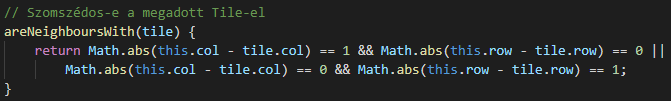 // Szomszédos-e a megadott Tile-el
areNeighboursWith(tile) {
    return Math.abs(this.col - tile.col) == 1 && Math.abs(this.row - tile.row) == 0 ||
        Math.abs(this.col - tile.col) == 0 && Math.abs(this.row - tile.row) == 1;
}